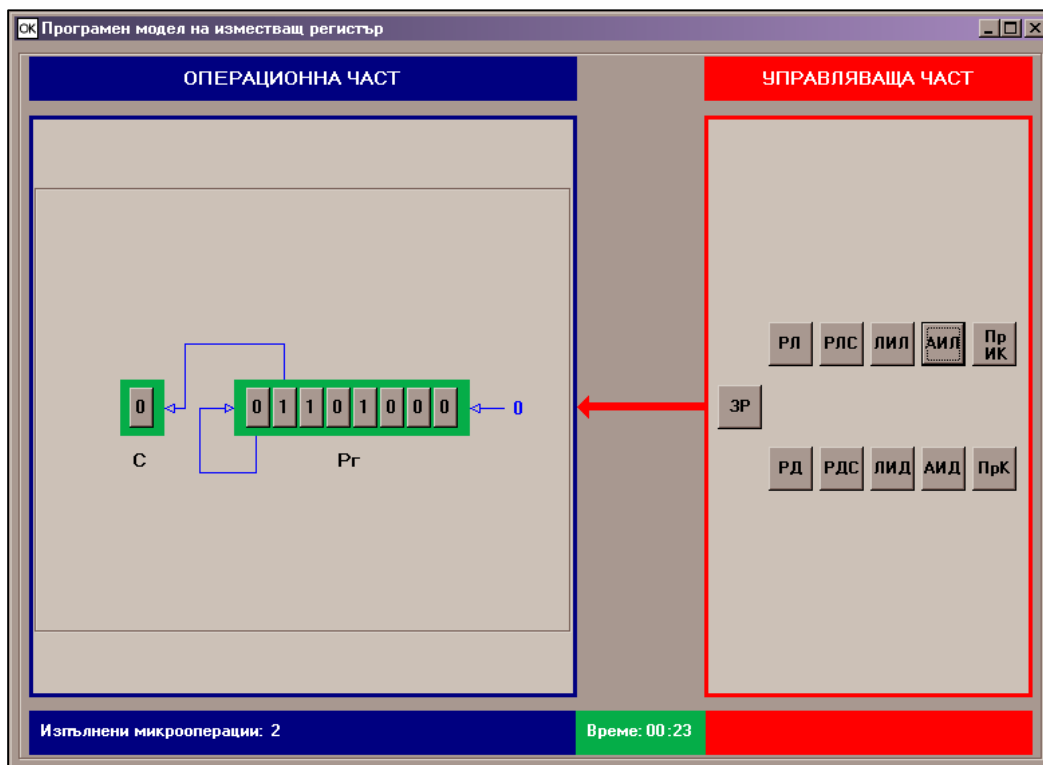 OK Програмен модел на изместващ регистър
ОПЕРАЦИОННА ЧАСТ
УПРАВЛЯВАЩА ЧАСТ
РЛ РЛС ЛИЛ АИЛ Пр ИК
0 0 1 1 0 1 0 0 0 0
ЗР
С Рг
РД РДС ЛИД АИД ПрК
Изпълнени микрооперации: 2
Време: 00:23